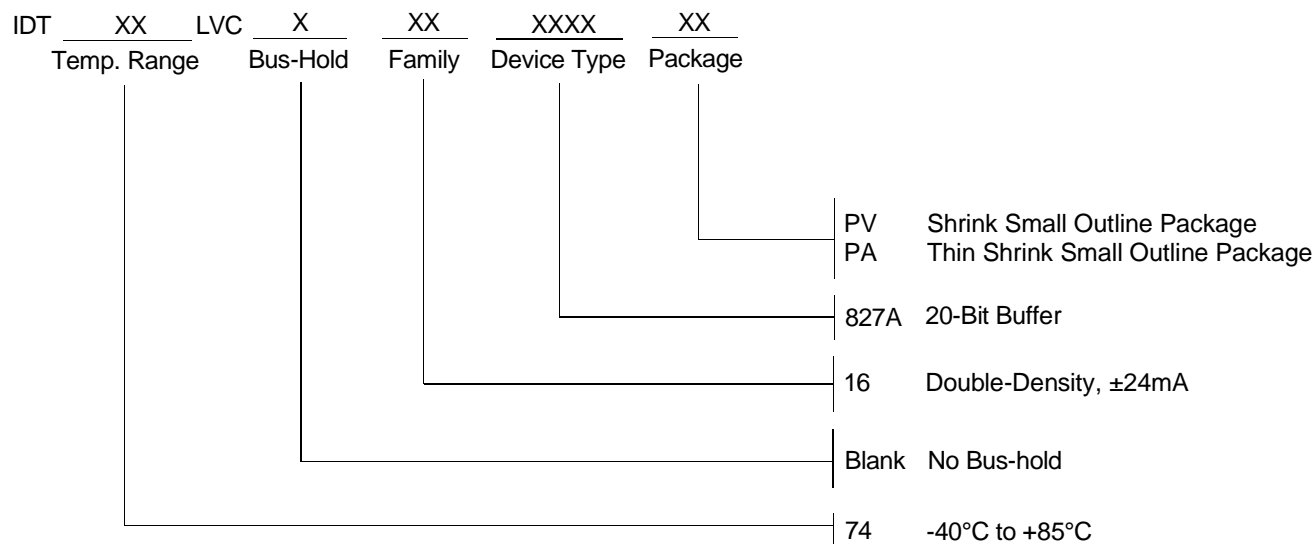 IDT XX LVC X XX XXXX XX
Temp. Range Bus-Hold Family Device Type Package
PV Shrink Small Outline Package
PA Thin Shrink Small Outline Package
827A 20-Bit Buffer
16 Double-Density, ±24mA
Blank No Bus-hold
74 -40°C to +85°C